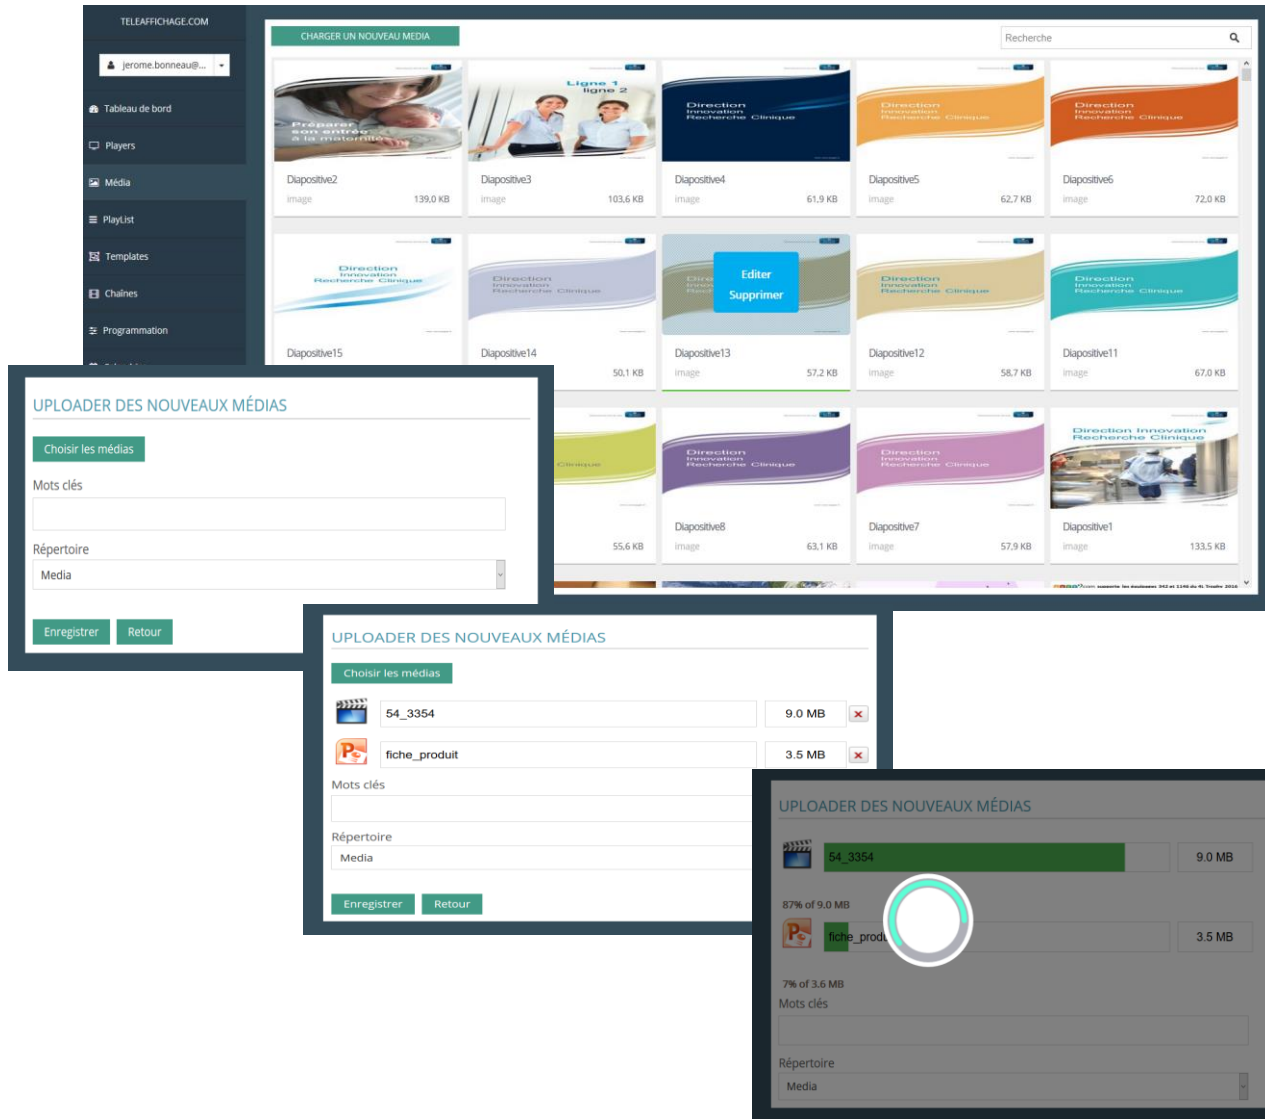 TELEAFFICHAGE.COM
jerome.bonneau@...
Tableau de bord
Players
Média
PlayList
Templates
Chaînes
Programmation
CHARGER UN NOUVEAU MEDIA
Recherche
Préparer
son entrée
à la maternité
Ligne 1
ligne 2
Direction
Innovation
Recherche Clinique
Direction
Innovation
Recherche Clinique
Direction
Innovation
Recherche Clinique
Diapositive2
image 139,0 KB
Diapositive3
image 103,6 KB
Diapositive4
image 61,9 KB
Diapositive5
image 62,7 KB
Diapositive6
image 72,0 KB
Direction
Innovation
Recherche Clinique
Direction
Innovation
Recherche Clinique
Editer
Supprimer
Direction
Innovation
Recherche Clinique
Direction
Innovation
Recherche Clinique
Diapositive15
Diapositive14
50,1 KB
Diapositive13
image 57,2 KB
Diapositive12
image 58,7 KB
Diapositive11
image 67,0 KB
Clinique
Direction
Innovation
Recherche Clinique
Direction
Innovation
Recherche Clinique
Direction Innovation
Recherche Clinique
55,6 KB
Diapositive8
image 63,1 KB
Diapositive7
image 57,9 KB
Diapositive1
image 133,5 KB
UPLOADER DES NOUVEAUX MÉDIAS
Choisir les médias
Mots clés
Répertoire
Media
Enregistrer Retour
UPLOADER DES NOUVEAUX MÉDIAS
Choisir les médias
54_3354 9.0 MB
fiche_produit 3.5 MB
Mots clés
Répertoire
Media
Enregistrer Retour
UPLOADER DES NOUVEAUX MÉDIAS
54_3354 9.0 MB
87% of 9.0 MB
fiche_produ 3.5 MB
7% of 3.6 MB
Mots clés
Répertoire
Media